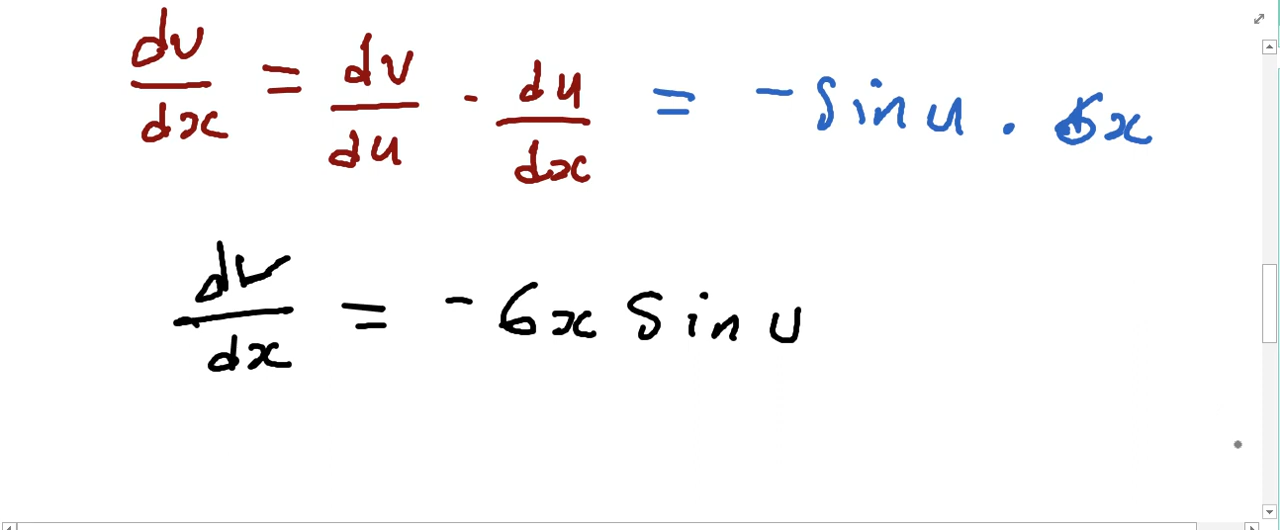 dv/dx = dv/du · du/dx = - sin u · 6x
dv/dx = - 6x sin u